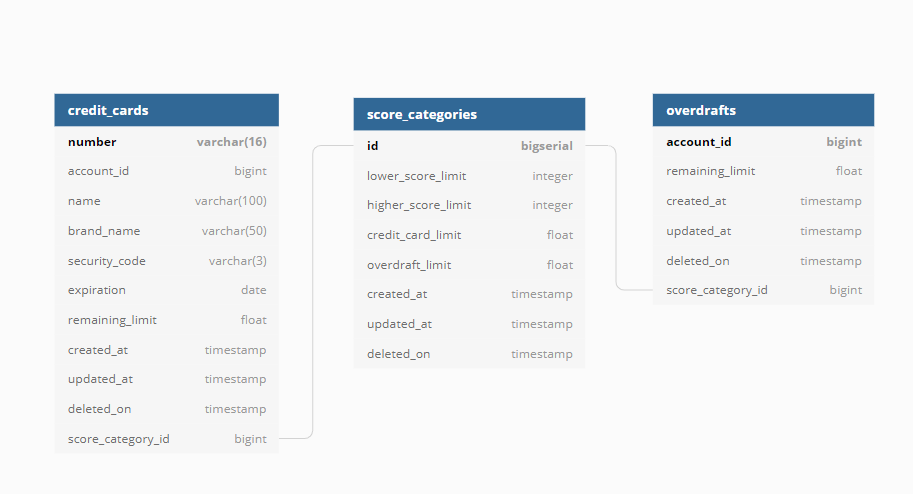 credit_cards
number varchar(16)
account_id bigint
name varchar(100)
brand_name varchar(50)
security_code varchar(3)
expiration date
remaining_limit float
created_at timestamp
updated_at timestamp
deleted_on timestamp
score_category_id bigint
score_categories
id bigserial
lower_score_limit integer
higher_score_limit integer
credit_card_limit float
overdraft_limit float
created_at timestamp
updated_at timestamp
deleted_on timestamp
overdrafts
account_id bigint
remaining_limit float
created_at timestamp
updated_at timestamp
deleted_on timestamp
score_category_id bigint